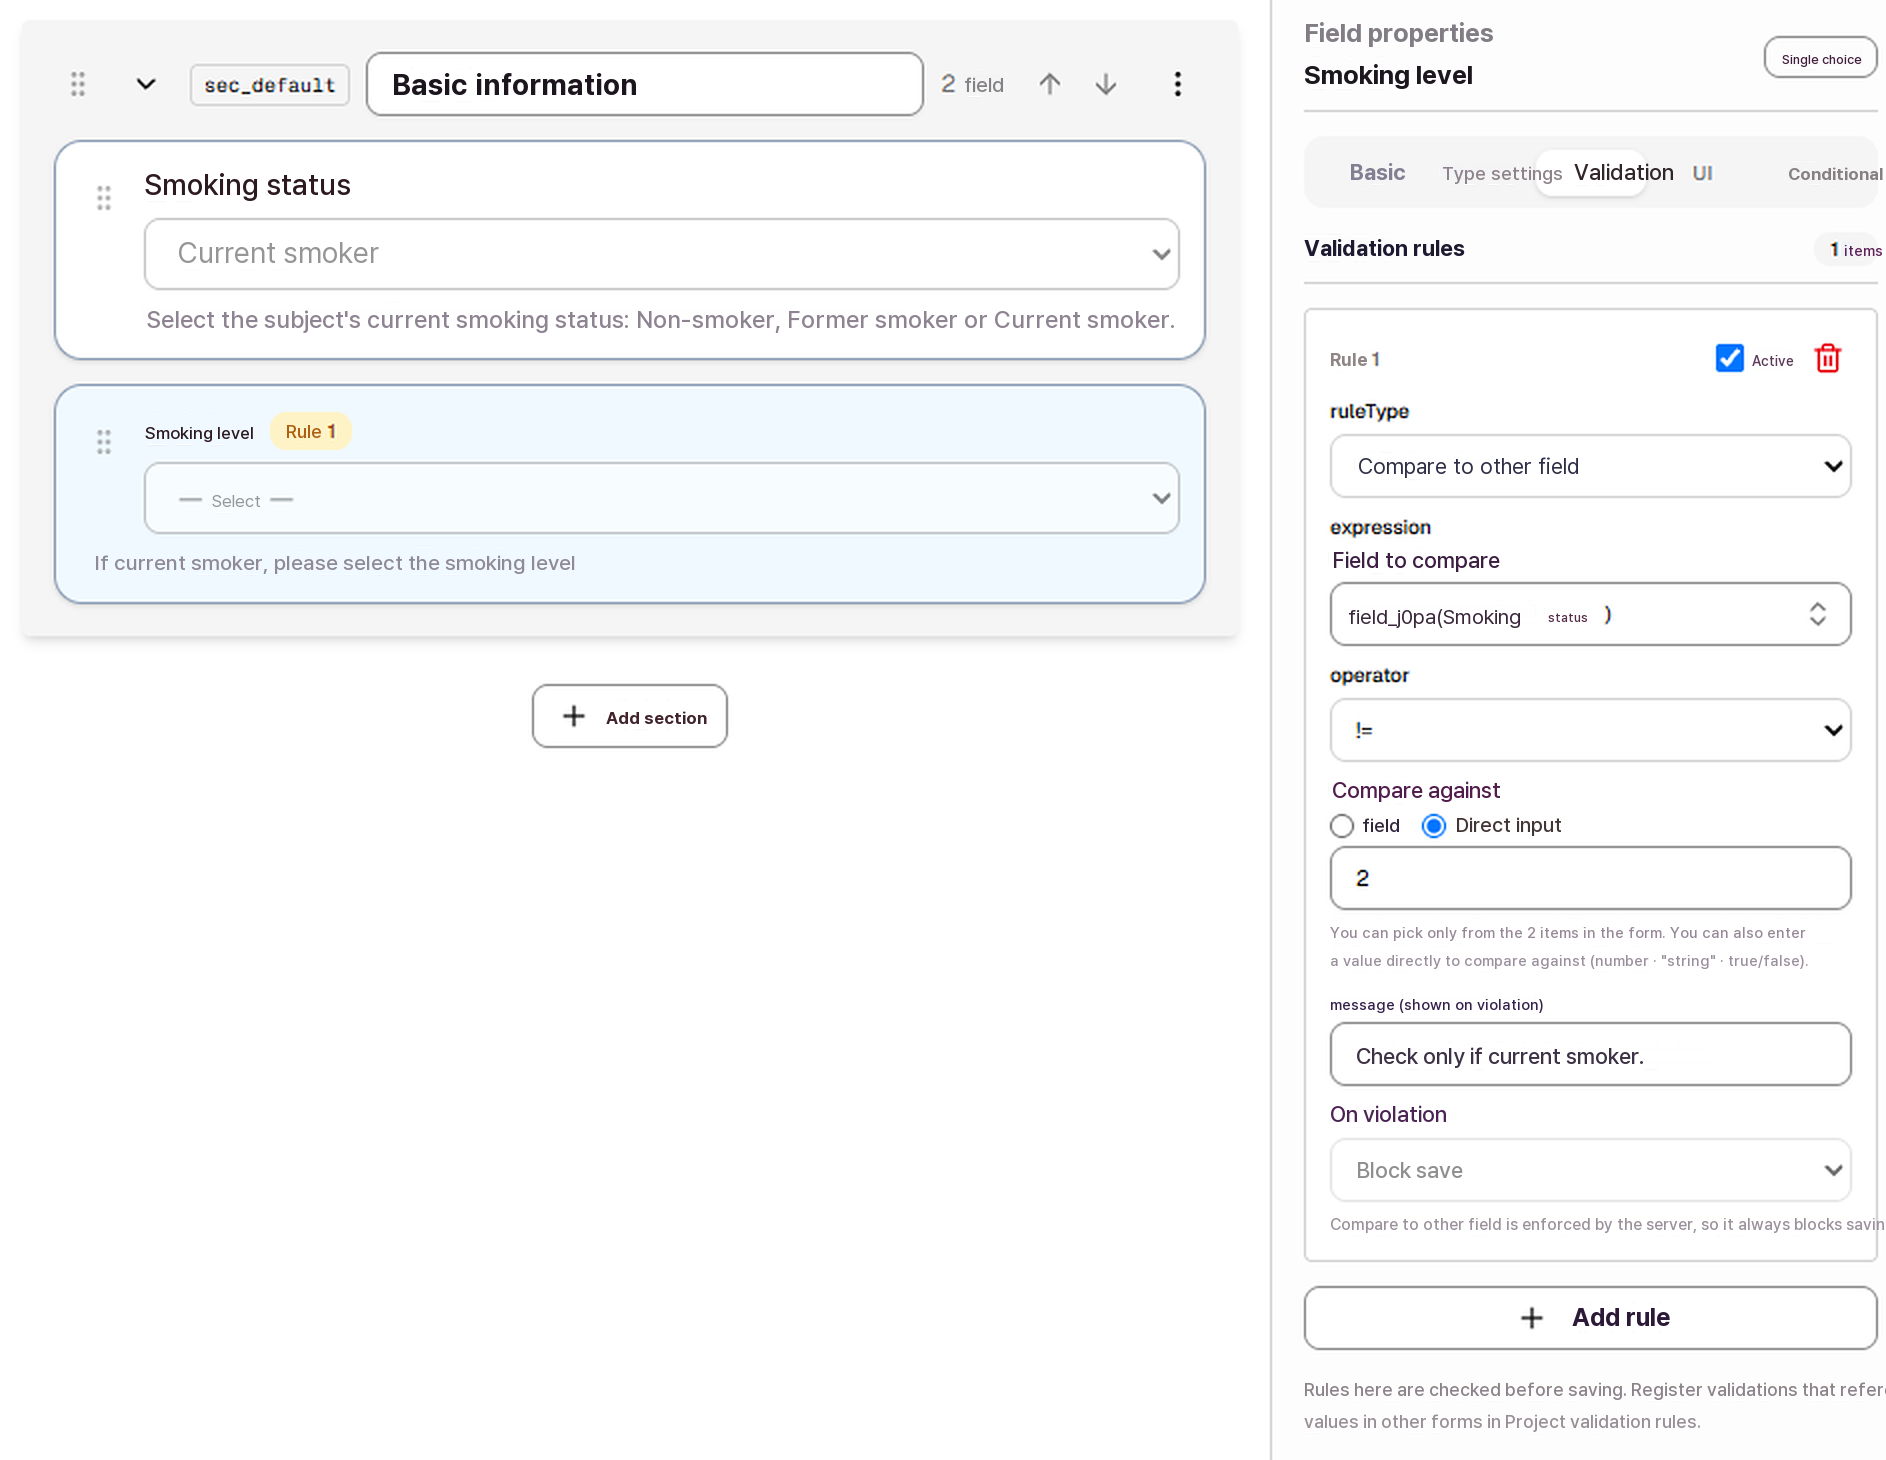 sec_default
Basic information
2 field
Smoking status
Current smoker
Select the subject's current smoking status: Non-smoker, Former smoker or Current smoker.
Smoking level
Rule 1
— Select —
If current smoker, please select the smoking level
+ Add section
Field properties
Smoking level
Single choice
Basic
Type settings
Validation
UI
Conditional
Validation rules
1 items
Rule 1
Active
ruleType
Compare to other field
expression
Field to compare
field_j0pa(Smoking status )
operator
!=
Compare against
field
Direct input
2
You can pick only from the 2 items in the form. You can also enter
a value directly to compare against (number · "string" · true/false).
message (shown on violation)
Check only if current smoker.
On violation
Block save
Compare to other field is enforced by the server, so it always blocks savin
+ Add rule
Rules here are checked before saving. Register validations that refer
values in other forms in Project validation rules.